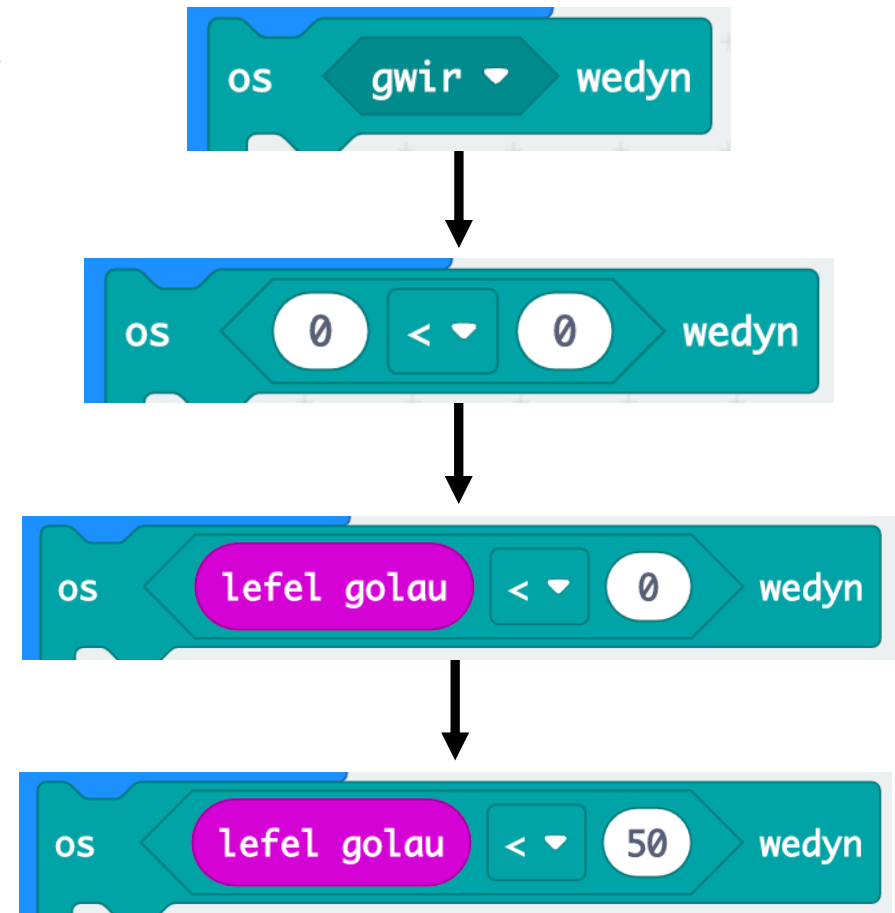 os gwir wedyn
os 0 < 0 wedyn
os lefel golau < 0 wedyn
os lefel golau < 50 wedyn